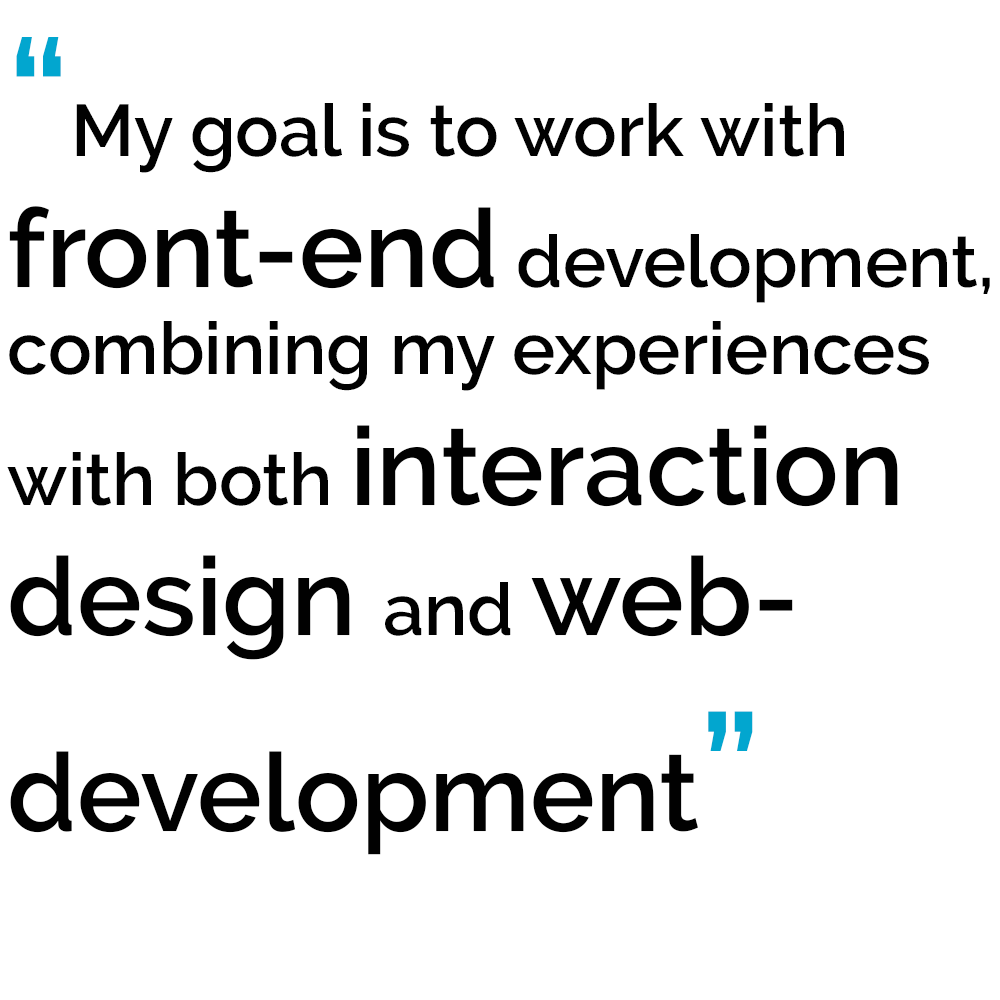 “My goal is to work with
front-end development,
combining my experiences
with both interaction
design and web-
development”